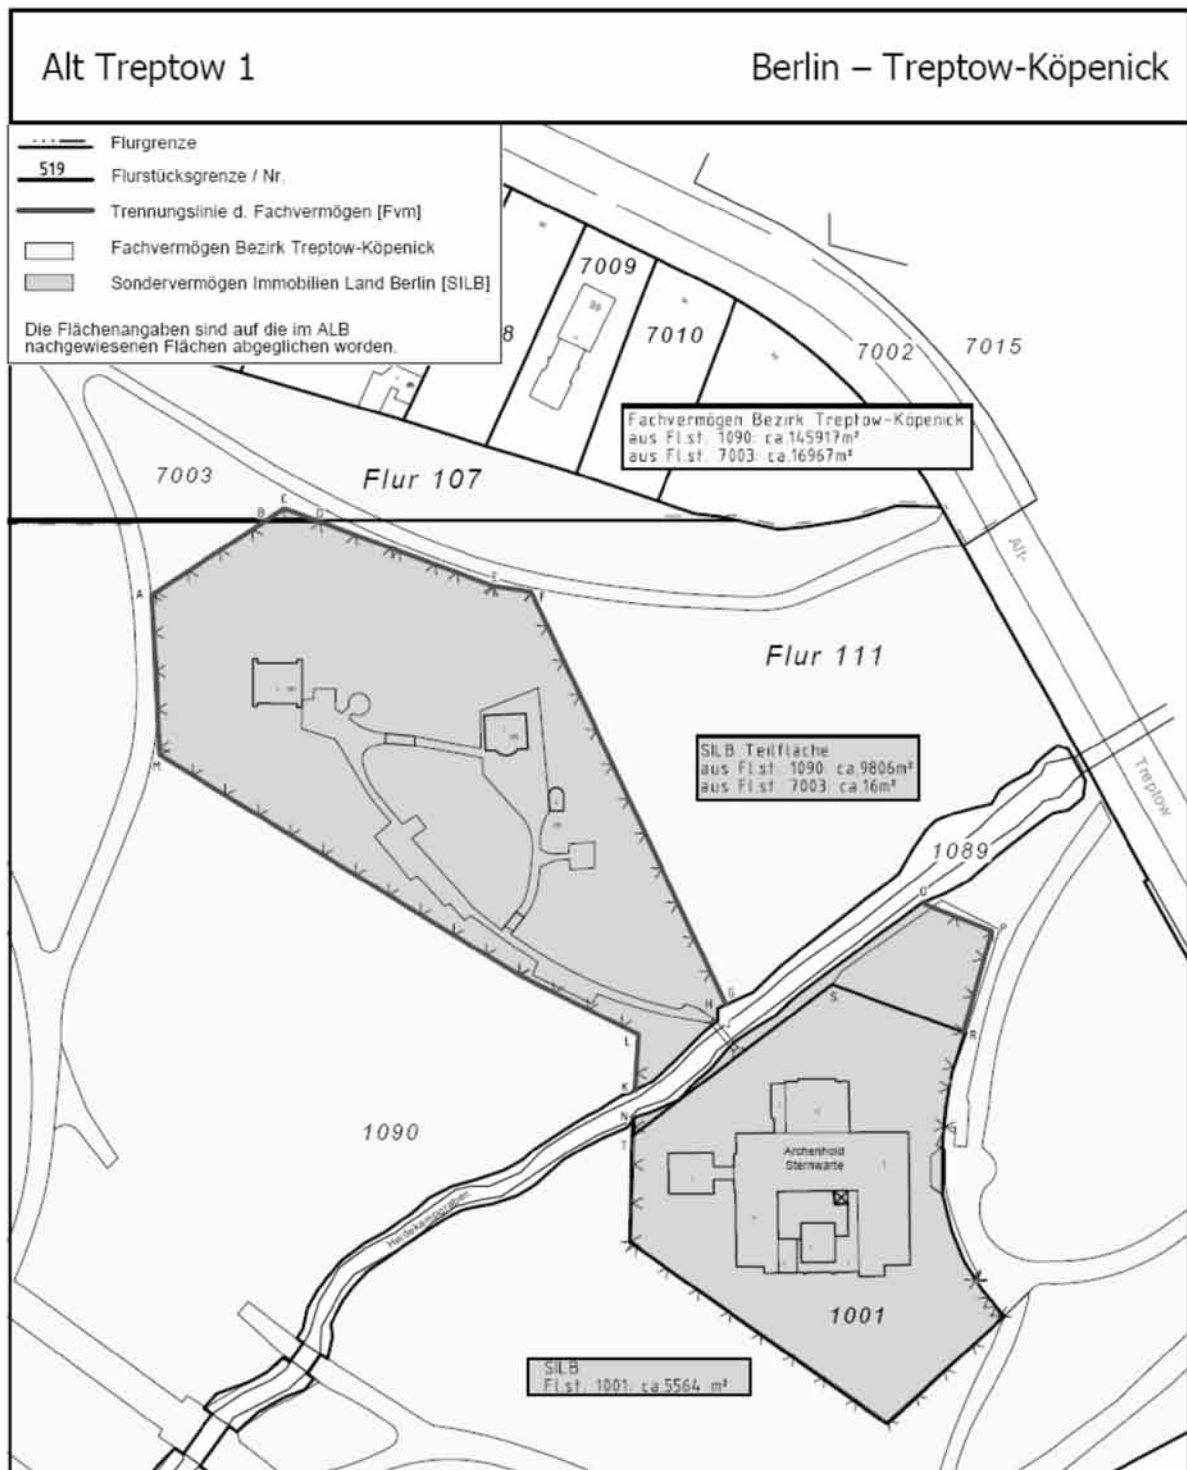 Alt Treptow 1
Berlin – Treptow-Köpenick
Flurgrenze
519
Flurstücksgrenze / Nr.
Trennungslinie d. Fachvermögen [Fvm]
Fachvermögen Bezirk Treptow-Köpenick
Sondervermögen Immobilien Land Berlin [SILB]
Die Flächenangaben sind auf die im ALB
nachgewiesenen Flächen abgeglichen worden.
7009
8
7010
7002
7015
Fachvermögen Bezirk Treptow-Köpenick
aus Fl.st. 1090: ca.145917m²
aus Fl.st. 7003: ca.16967m²
7003
Flur 107
C
B
D
Alt-
E
A
F
Flur 111
SILB Teilfläche
aus Fl.st. 1090: ca.9806m²
aus Fl.st. 7003: ca.16m²
M
Treptow
1089
O
P
G
H
S
R
L
K
N
T
1090
Archenhold
Sternwarte
Heidekampgraben
1001
SILB
Fl.st. 1001: ca.5564 m²